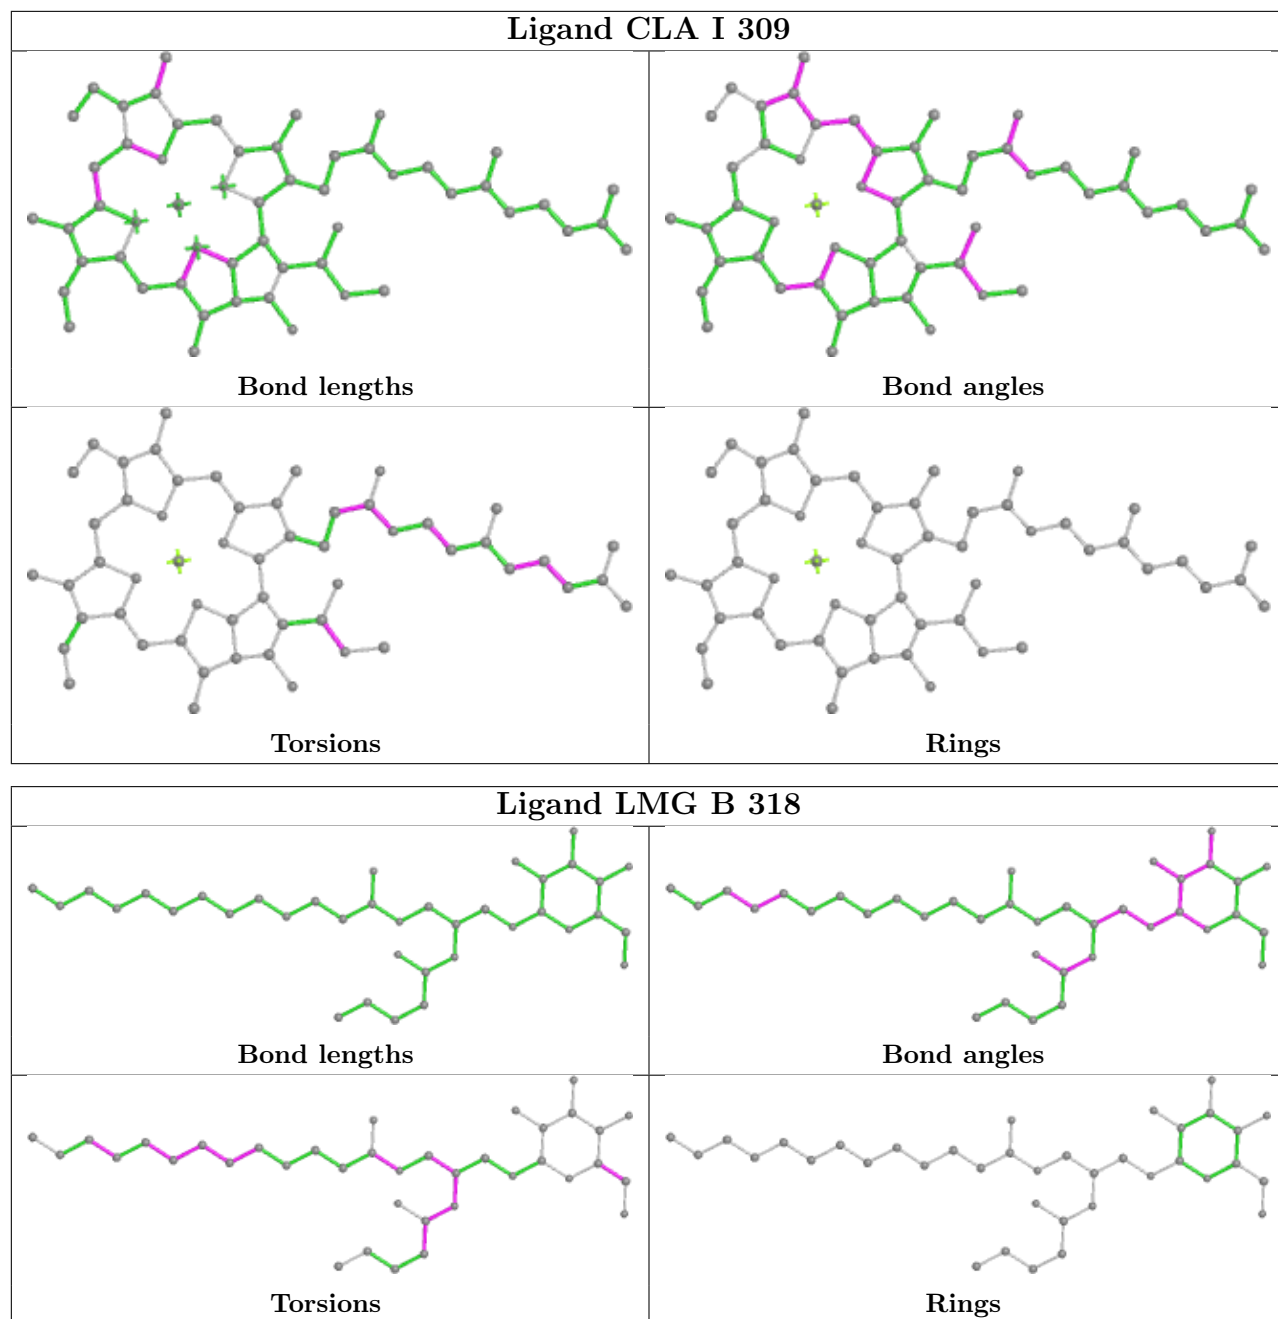 Ligand CLA I 309
Bond lengths
Bond angles
Torsions
Rings
Ligand LMG B 318
Bond lengths
Bond angles
Torsions
Rings